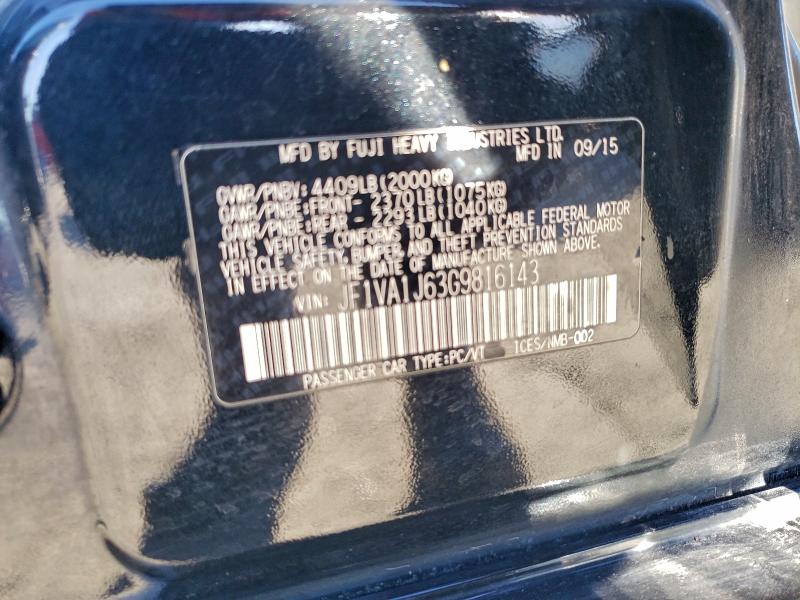 MFD BY FUJI HEAVY INDUSTRIES LTD.
MFD IN 09/15
GVWR/PNBV: 4409LB(2000KG)
GAWR/PNBE:FRONT- 2370LB(1075KG)
GAWR/PNBE:REAR - 2293LB(1040KG)
THIS VEHICLE CONFORMS TO ALL APPLICABLE FEDERAL MOTOR
VEHICLE SAFETY, BUMPER, AND THEFT PREVENTION STANDARDS
IN EFFECT ON THE DATE OF MANUFACTURE SHOWN ABOVE.
VIN: JF1VA1J63G9816143
PASSENGER CAR TYPE:PC/VT ICES/NMB-002